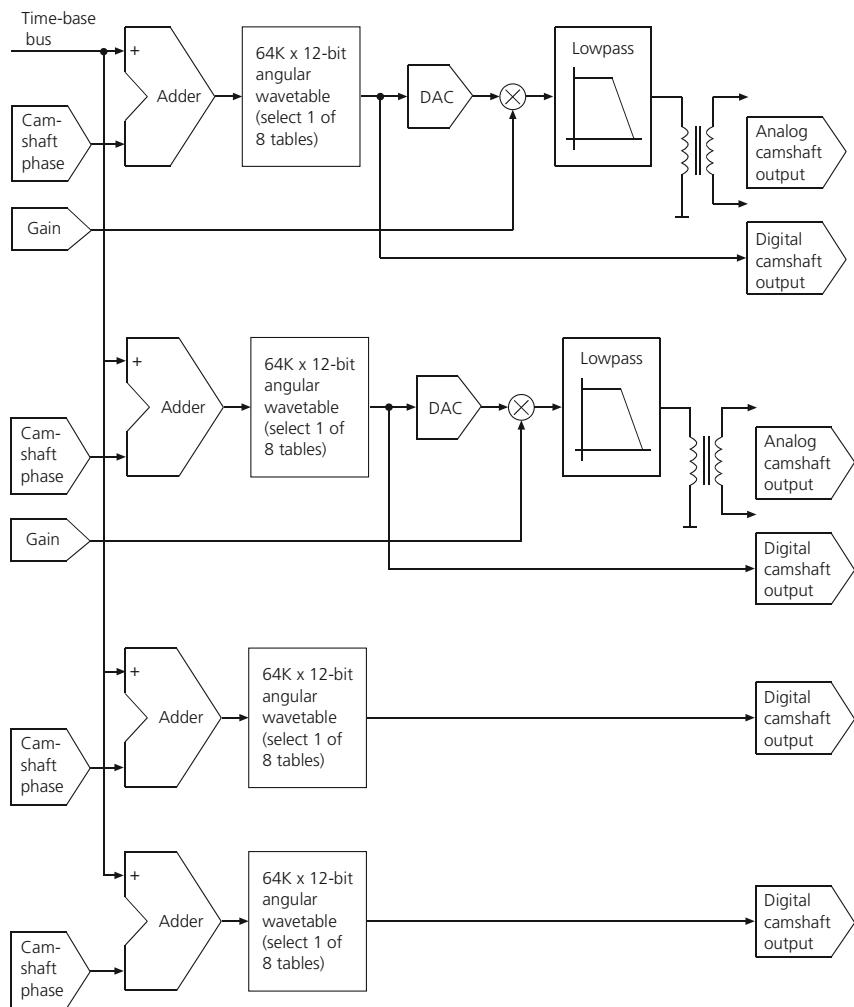 Time-base
bus
+
Adder
64K x 12-bit
angular
wavetable
(select 1 of
8 tables)
DAC
Lowpass
Cam-
shaft
phase
Analog
camshaft
output
Gain
Digital
camshaft
output
+
Adder
64K x 12-bit
angular
wavetable
(select 1 of
8 tables)
DAC
Lowpass
Cam-
shaft
phase
Analog
camshaft
output
Gain
Digital
camshaft
output
+
Adder
64K x 12-bit
angular
wavetable
(select 1 of
8 tables)
Digital
camshaft
output
Cam-
shaft
phase
+
Adder
64K x 12-bit
angular
wavetable
(select 1 of
8 tables)
Digital
camshaft
output
Cam-
shaft
phase